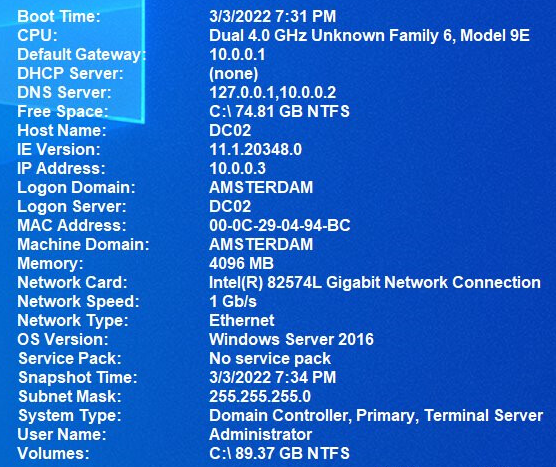 Boot Time: 3/3/2022 7:31 PM
CPU: Dual 4.0 GHz Unknown Family 6, Model 9E
Default Gateway: 10.0.0.1
DHCP Server: (none)
DNS Server: 127.0.0.1,10.0.0.2
Free Space: C:\ 74.81 GB NTFS
Host Name: DC02
IE Version: 11.1.20348.0
IP Address: 10.0.0.3
Logon Domain: AMSTERDAM
Logon Server: DC02
MAC Address: 00-0C-29-04-94-BC
Machine Domain: AMSTERDAM
Memory: 4096 MB
Network Card: Intel(R) 82574L Gigabit Network Connection
Network Speed: 1 Gb/s
Network Type: Ethernet
OS Version: Windows Server 2016
Service Pack: No service pack
Snapshot Time: 3/3/2022 7:34 PM
Subnet Mask: 255.255.255.0
System Type: Domain Controller, Primary, Terminal Server
User Name: Administrator
Volumes: C:\ 89.37 GB NTFS